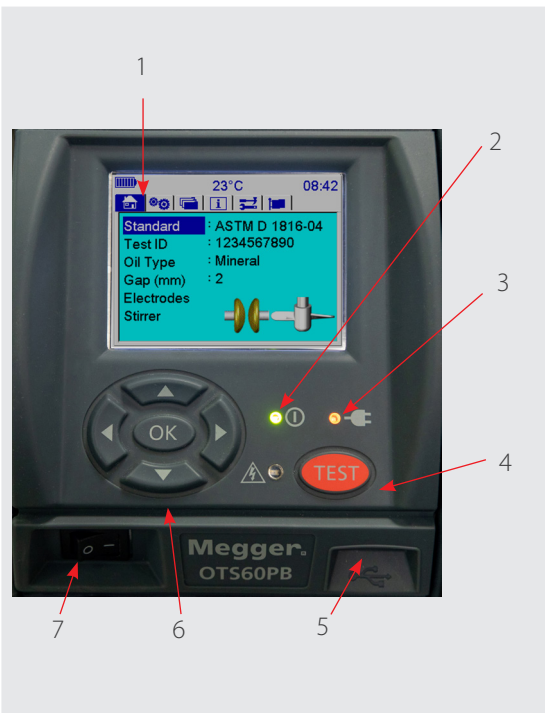 1
2
23°C 08:42
Standard : ASTM D 1816-04
Test ID : 1234567890
Oil Type : Mineral
Gap (mm) : 2
Electrodes
Stirrer
3
OK
TEST
4
Megger.
OTS60PB
7
6
5